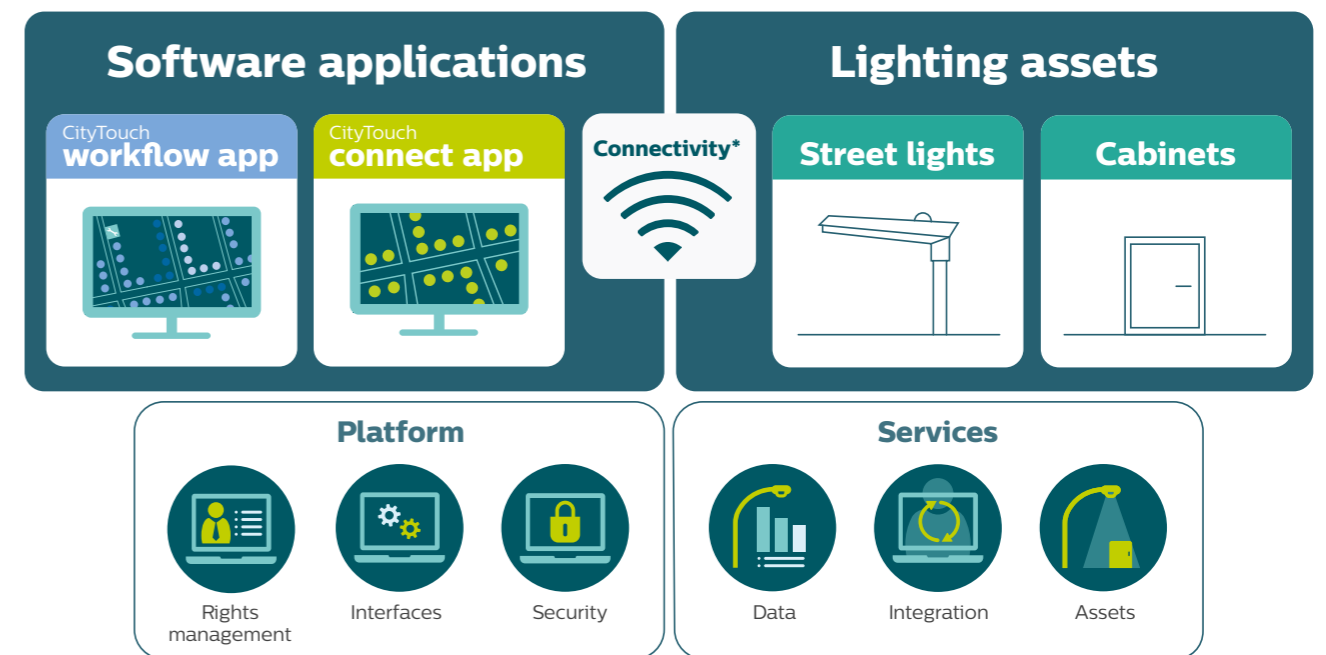 Software applications
CityTouch
workflow app
CityTouch
connect app
Connectivity*
Lighting assets
Street lights
Cabinets
Platform
Rights
management
Interfaces
Security
Services
Data
Integration
Assets